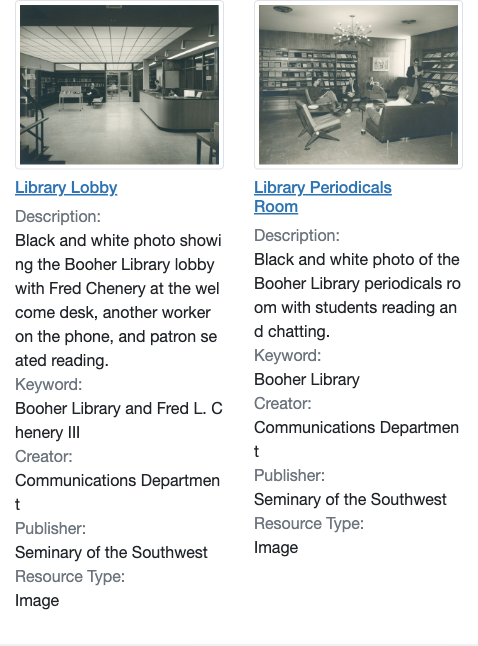 Library Lobby
Description:
Black and white photo showi
ng the Booher Library lobby
with Fred Chenery at the wel
come desk, another worker
on the phone, and patron se
ated reading.
Keyword:
Booher Library and Fred L. C
henery III
Creator:
Communications Departmen
t
Publisher:
Seminary of the Southwest
Resource Type:
Image
Library Periodicals
Room
Description:
Black and white photo of the
Booher Library periodicals ro
om with students reading an
d chatting.
Keyword:
Booher Library
Creator:
Communications Departmen
t
Publisher:
Seminary of the Southwest
Resource Type:
Image